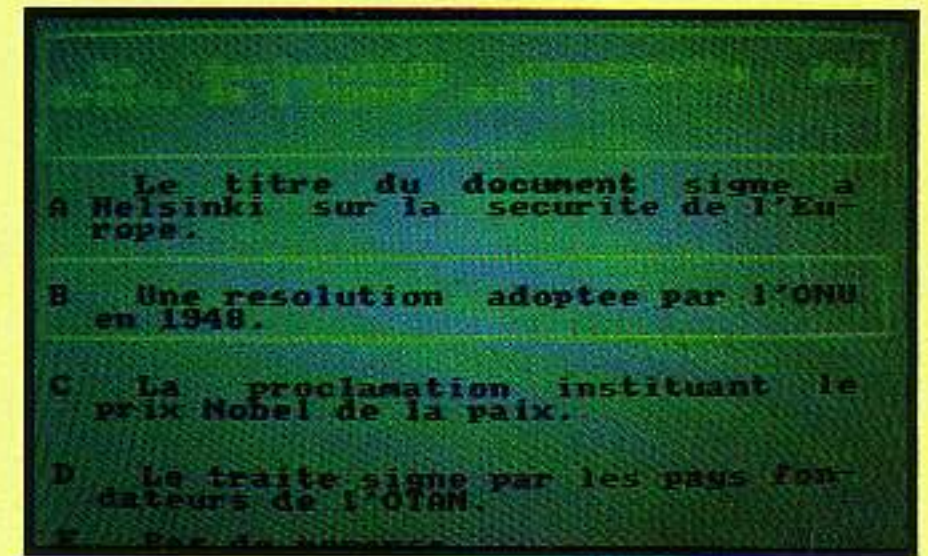 Le titre du document signe a
A Helsinki sur la securite de l'Eu-
rope.
B Une resolution adoptee par l'ONU
en 1948.
C La proclamation instituant le
prix Nobel de la paix.
D Le traite signe par les pays fon-
dateurs de l'OTAN.